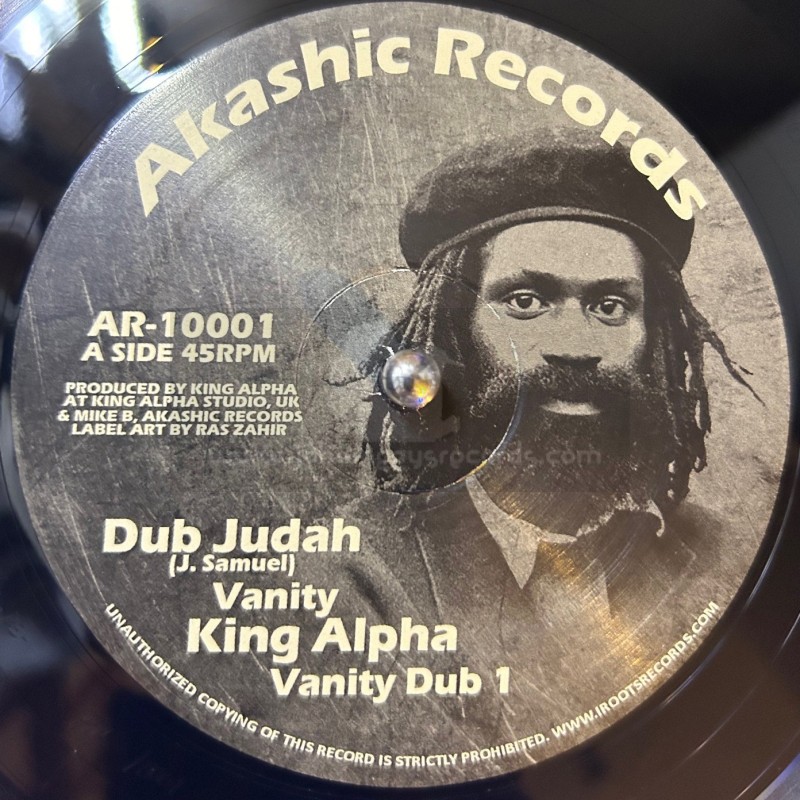 Akashic Records
AR-10001
A SIDE 45RPM
PRODUCED BY KING ALPHA
AT KING ALPHA STUDIO, UK
& MIKE B, AKASHIC RECORDS
LABEL ART BY RAS ZAHIR
Dub Judah
(J. Samuel)
Vanity
King Alpha
Vanity Dub 1
UNAUTHORIZED COPYING OF THIS RECORD IS STRICTLY PROHIBITED. WWW.IROOTSRECORDS.COM